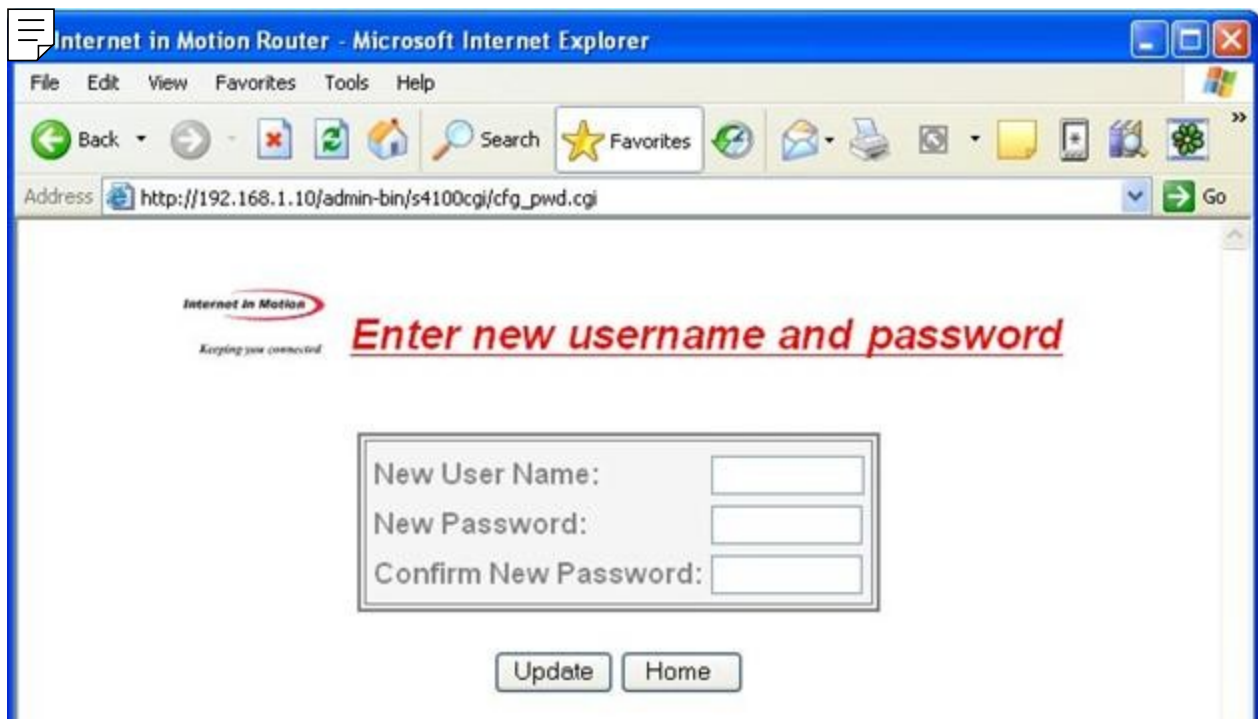 Internet in Motion Router - Microsoft Internet Explorer
File Edit View Favorites Tools Help
Back Search Favorites »
Address http://192.168.1.10/admin-bin/s4100cgi/cfg_pwd.cgi Go
Internet In Motion
Keeping you connected
Enter new username and password
New User Name:
New Password:
Confirm New Password:
Update Home